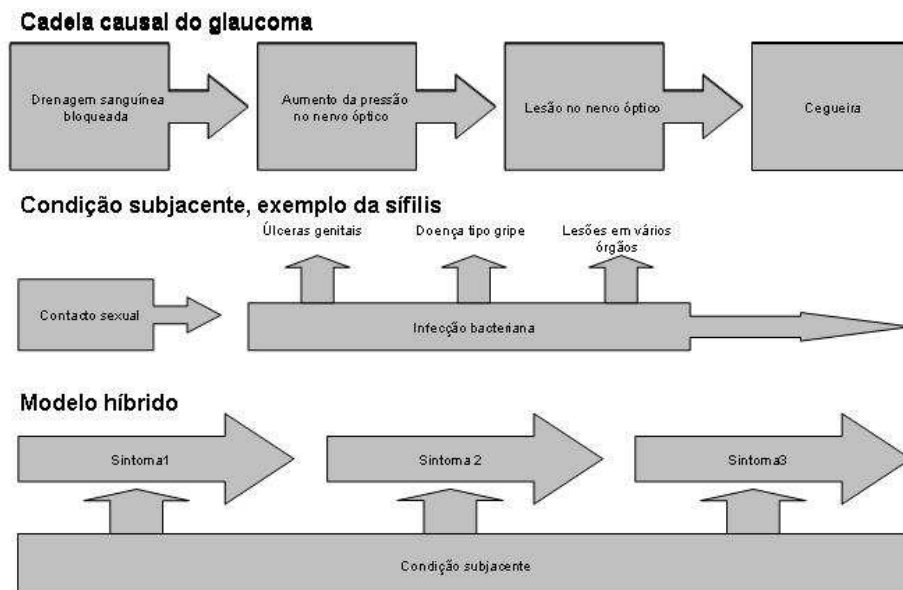 Cadeia causal do glaucoma
Drenagem sanguínea
bloqueada
Aumento da pressão
no nervo óptico
Lesão no nervo óptico
Cegueira
Condição subjacente, exemplo da sífilis
Úlceras genitais
Doença tipo gripe
Lesões em vários
órgãos
Contacto sexual
Infecção bacteriana
Modelo híbrido
Sintoma1
Sintoma 2
Sintoma3
Condição subjacente